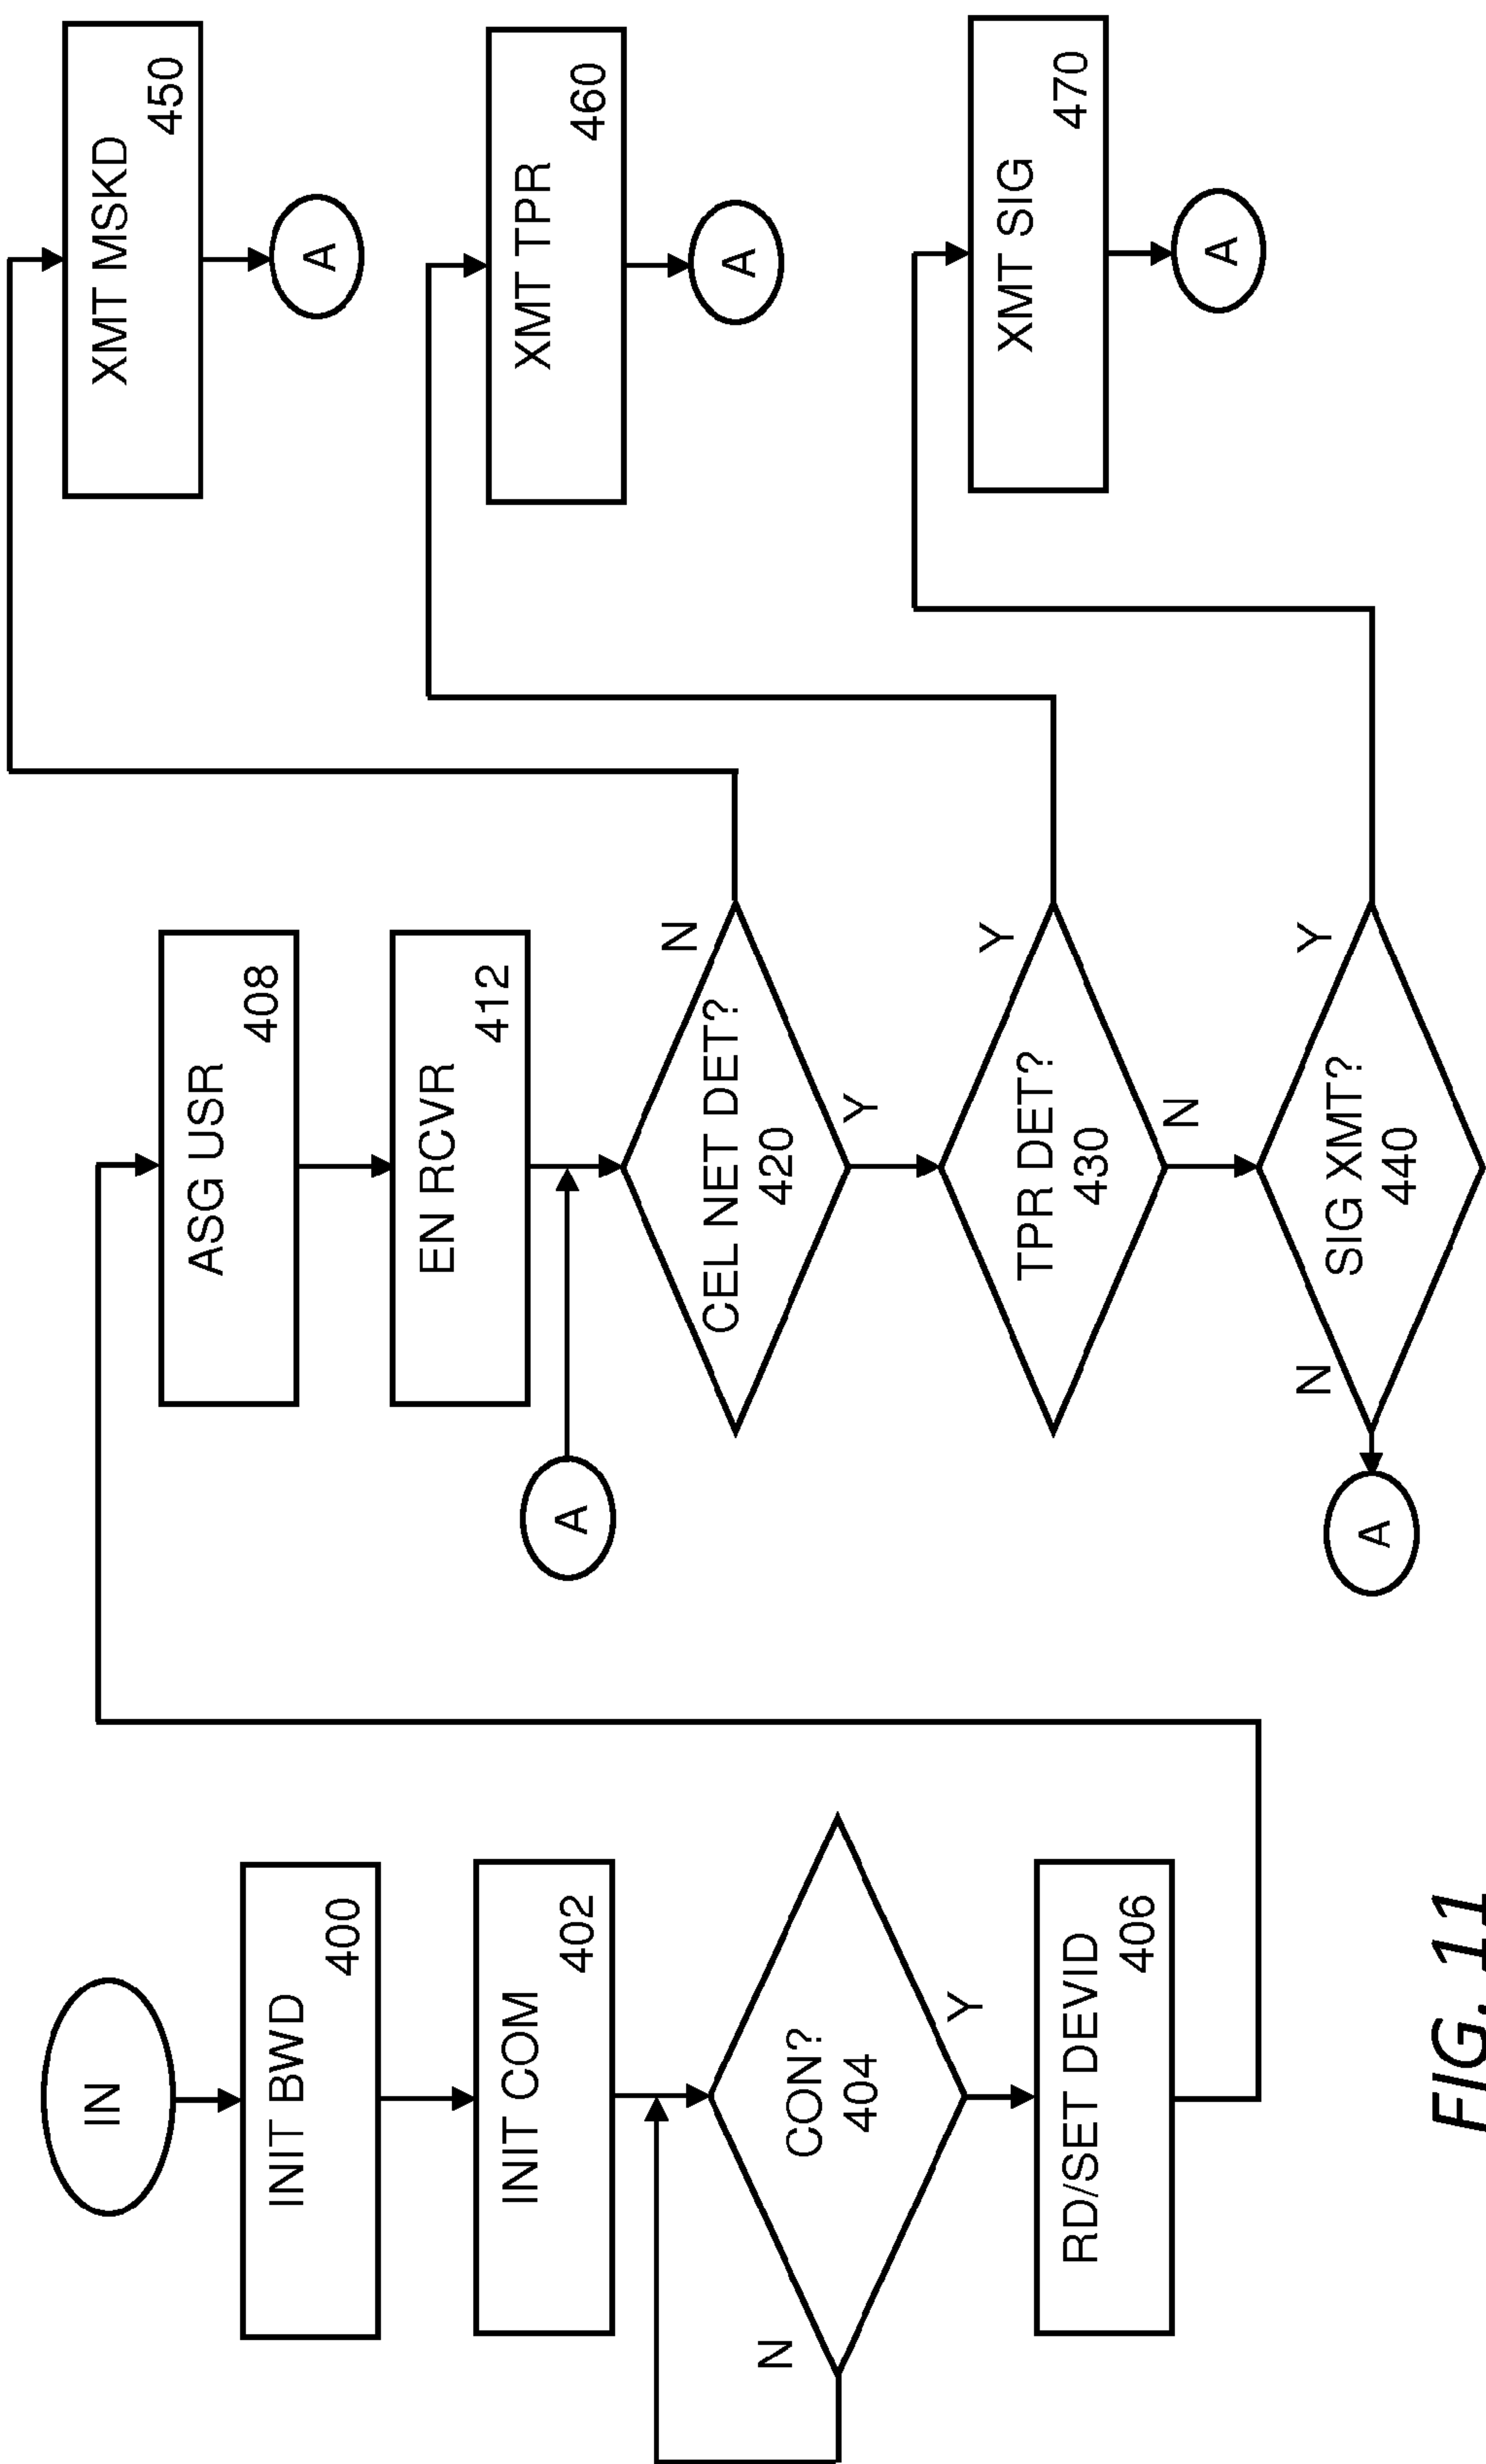 IN
INIT BWD
400
INIT COM
402
CON?
404
N
Y
RD/SET DEVID
406
ASG USR
408
EN RCVR
412
A
CEL NET DET?
420
N
Y
TPR DET?
430
Y
N
SIG XMT?
440
N
Y
A
XMT MSKD
450
A
XMT TPR
460
A
XMT SIG
470
A
FIG. 11